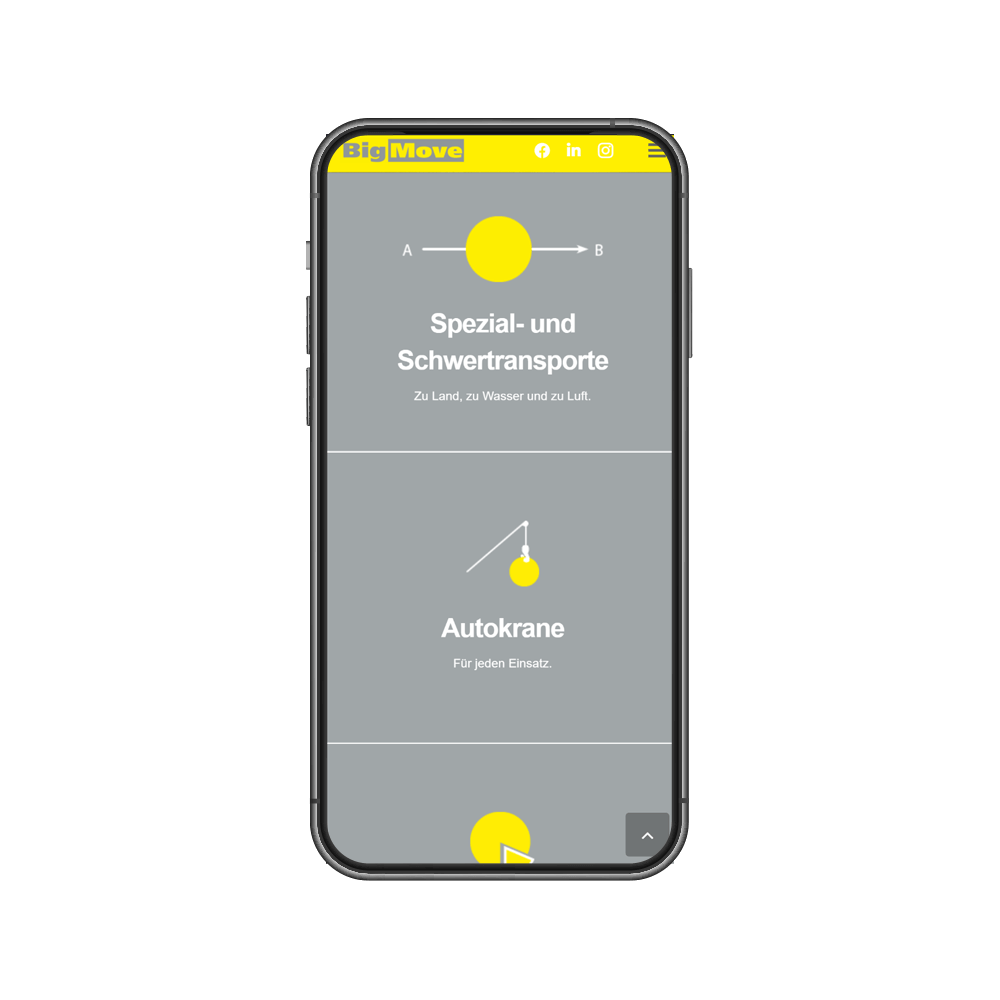 BigMove
A B
Spezial- und
Schwertransporte
Zu Land, zu Wasser und zu Luft.
Autokrane
Für jeden Einsatz.